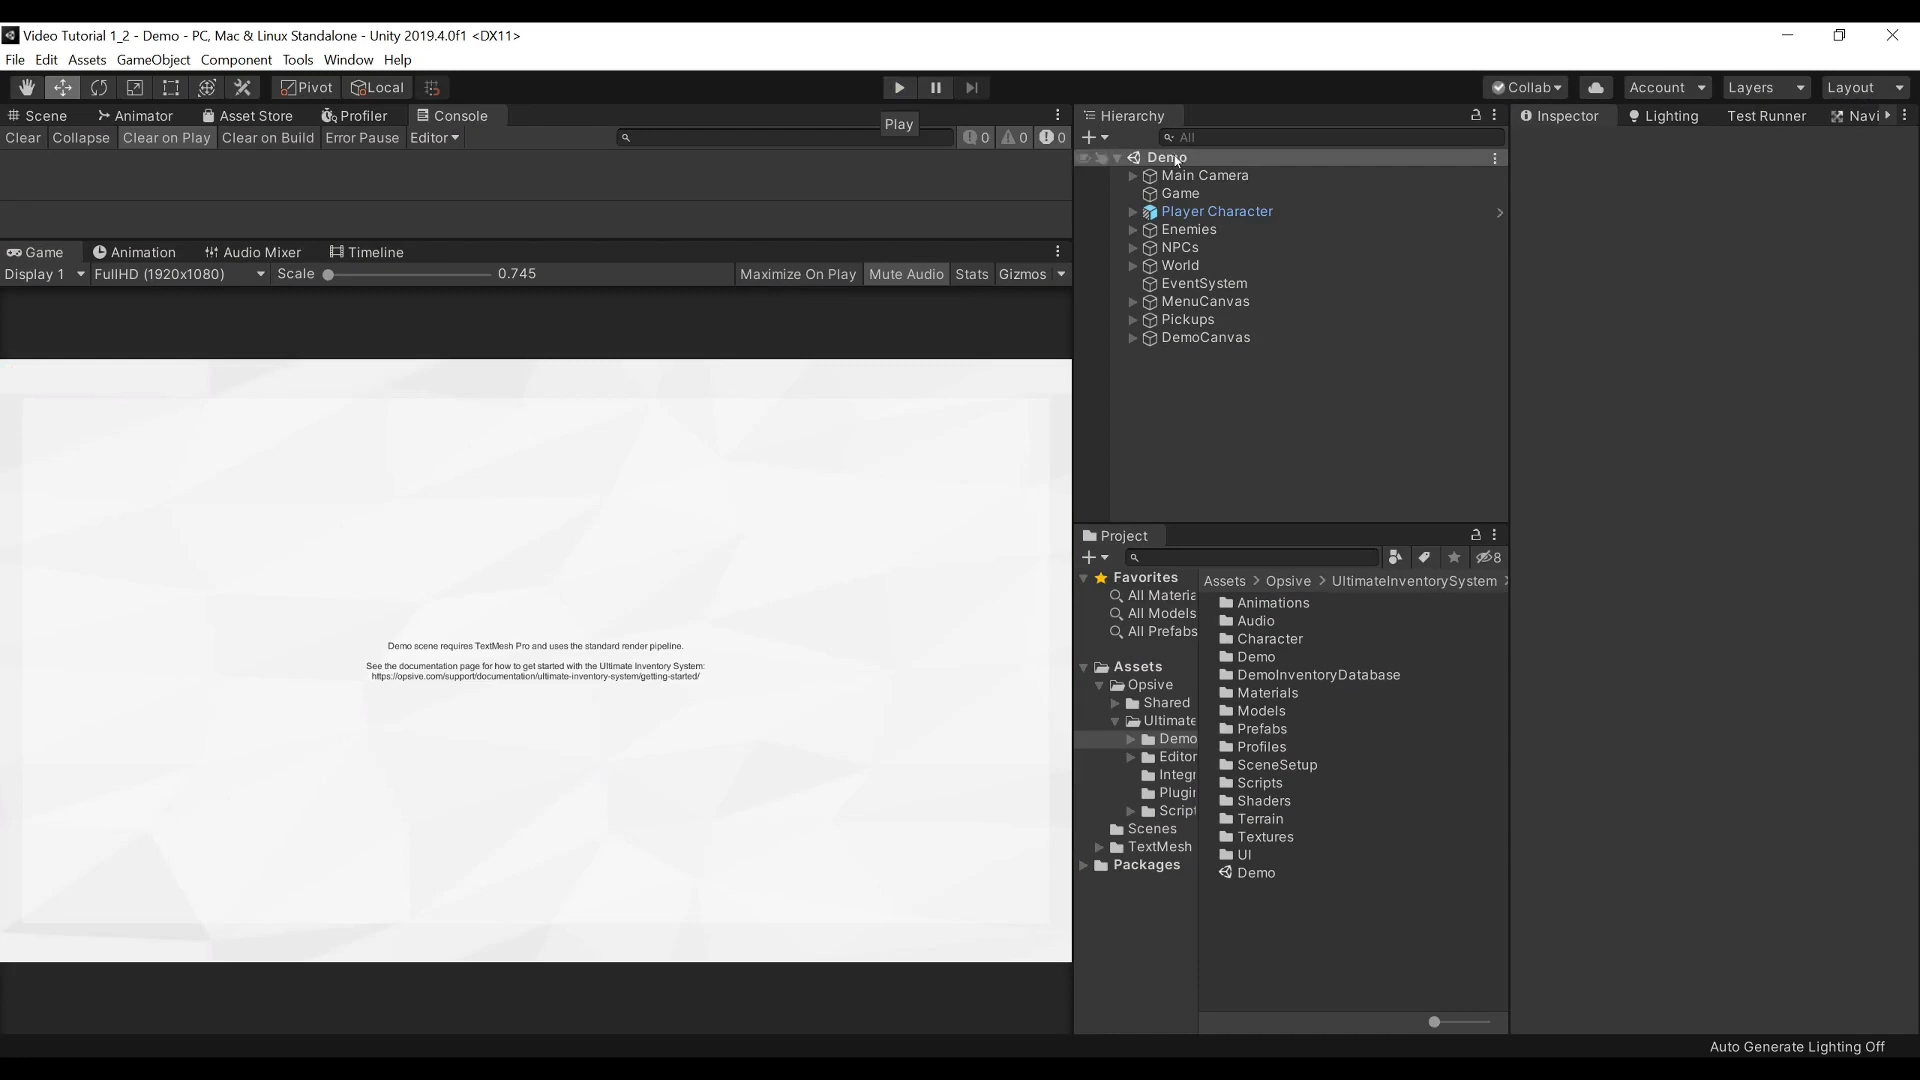 Video Tutorial 1_2 - Demo - PC, Mac & Linux Standalone - Unity 2019.4.0f1 <DX11>
File Edit Assets GameObject Component Tools Window Help
Pivot Local Collab Account Layers Layout
Scene Animator Asset Store Profiler Console
Play
Clear Collapse Clear on Play Clear on Build Error Pause Editor 0 0 0
Game Animation Audio Mixer Timeline
Display 1 FullHD (1920x1080) Scale 0.745 Maximize On Play Mute Audio Stats Gizmos
Demo scene requires TextMesh Pro and uses the standard render pipeline.
See the documentation page for how to get started with the Ultimate Inventory System:
https://opsive.com/support/documentation/ultimate-inventory-system/getting-started/
Hierarchy
All
Demo
Main Camera
Game
Player Character
Enemies
NPCs
World
EventSystem
MenuCanvas
Pickups
DemoCanvas
Project
8
Favorites
All Materia
All Models
All Prefabs
Assets
Opsive
Shared
Ultimate
Demo
Editor
Integr
Plugin
Script
Scenes
TextMesh
Packages
Assets > Opsive > UltimateInventorySystem >
Animations
Audio
Character
Demo
DemoInventoryDatabase
Materials
Models
Prefabs
Profiles
SceneSetup
Scripts
Shaders
Terrain
Textures
UI
Demo
Inspector Lighting Test Runner Navi
Auto Generate Lighting Off